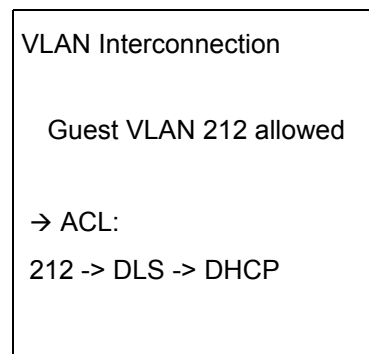 VLAN Interconnection
Guest VLAN 212 allowed
→ ACL:
212 -> DLS -> DHCP